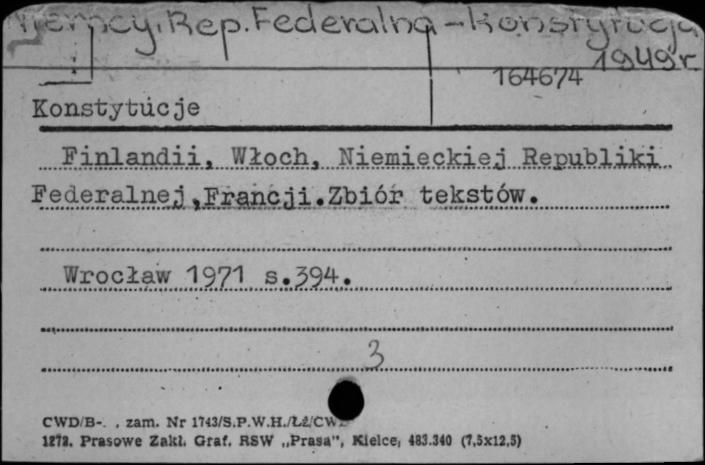 Niemcy, Rep. Federalna - Konstytucja
1949 r
164674
Konstytucje
Finlandii, Włoch, Niemieckiej Republiki
Federalnej,Francji.Zbiór tekstów.
Wrocław 1971 s.394.
3
CWD/B-. , zam. Nr 1743/S.P.W.H./Łź/CWD
1272. Prasowe Zakł. Graf. RSW „Prasa", Kielce, 483.340 (7,5x12,5)